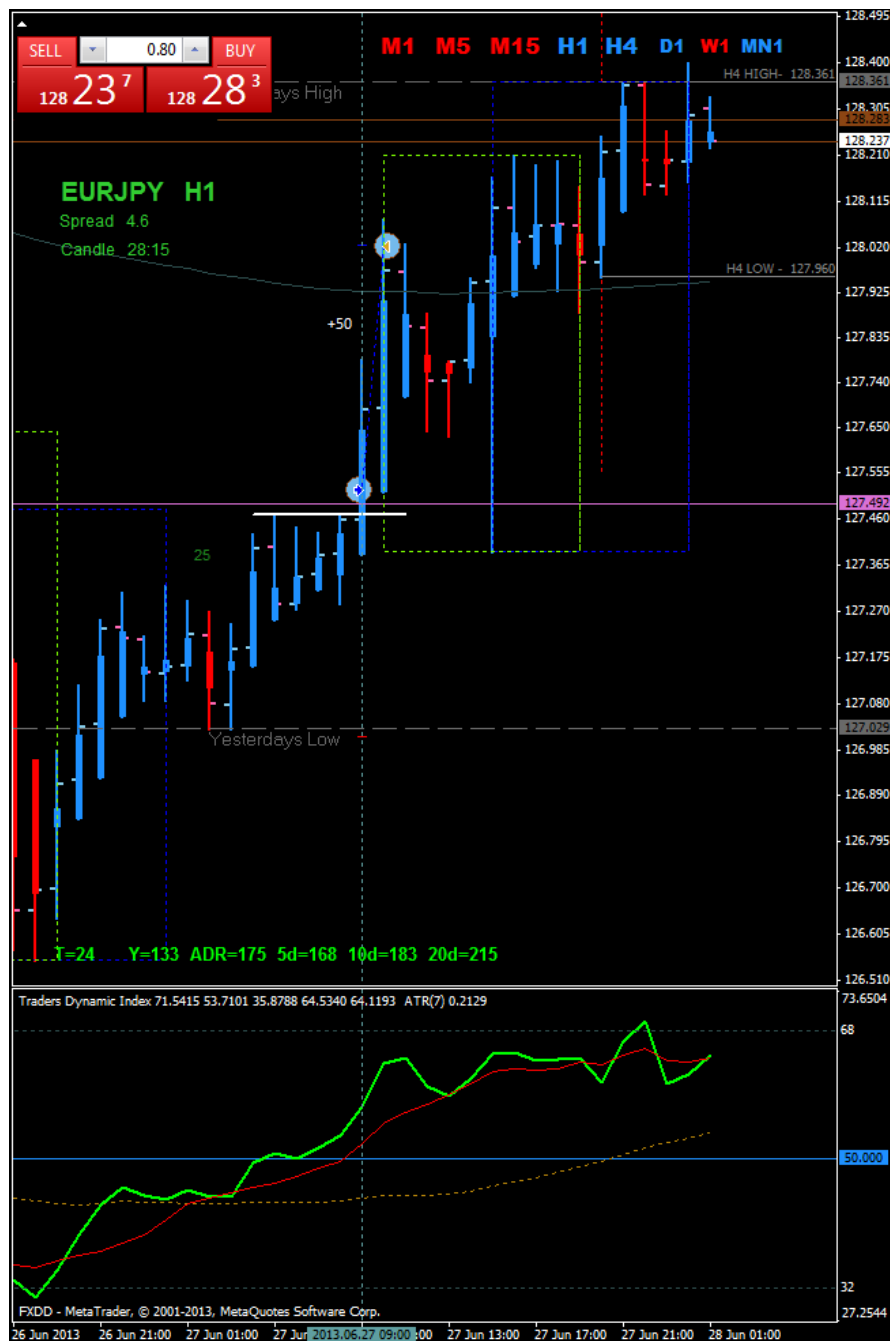 128.495
SELL 0.80 BUY
128 23 7 128 28 3
M1 M5 M15 H1 H4 D1 W1 MN1
128.400
H4 HIGH- 128.361
128.361
ays High
128.305
128.283
128.237
128.210
EURJPY H1
128.115
Spread 4.6
Candle 28:15
128.020
H4 LOW - 127.960
127.925
+50
127.835
127.740
127.650
127.555
127.492
127.460
25
127.365
127.270
127.175
127.080
127.029
Yesterdays Low
126.985
126.890
126.795
126.700
126.605
T=24 Y=133 ADR=175 5d=168 10d=183 20d=215
126.510
Traders Dynamic Index 71.5415 53.7101 35.8788 64.5340 64.1193 ATR(7) 0.2129
73.6504
68
50.000
32
FXDD - MetaTrader, © 2001-2013, MetaQuotes Software Corp.
27.2544
26 Jun 2013 26 Jun 21:00 27 Jun 01:00 27 Jun 2013.06.27 09:00 :00 27 Jun 13:00 27 Jun 17:00 27 Jun 21:00 28 Jun 01:00